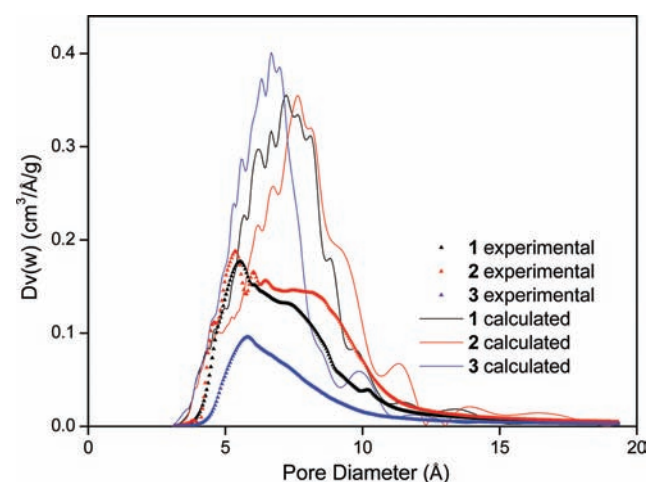 0.4
0.3
0.2
0.1
0.0
Dv(w) (cm³/Å/g)
1 experimental
2 experimental
3 experimental
1 calculated
2 calculated
3 calculated
0 5 10 15 20
Pore Diameter (Å)